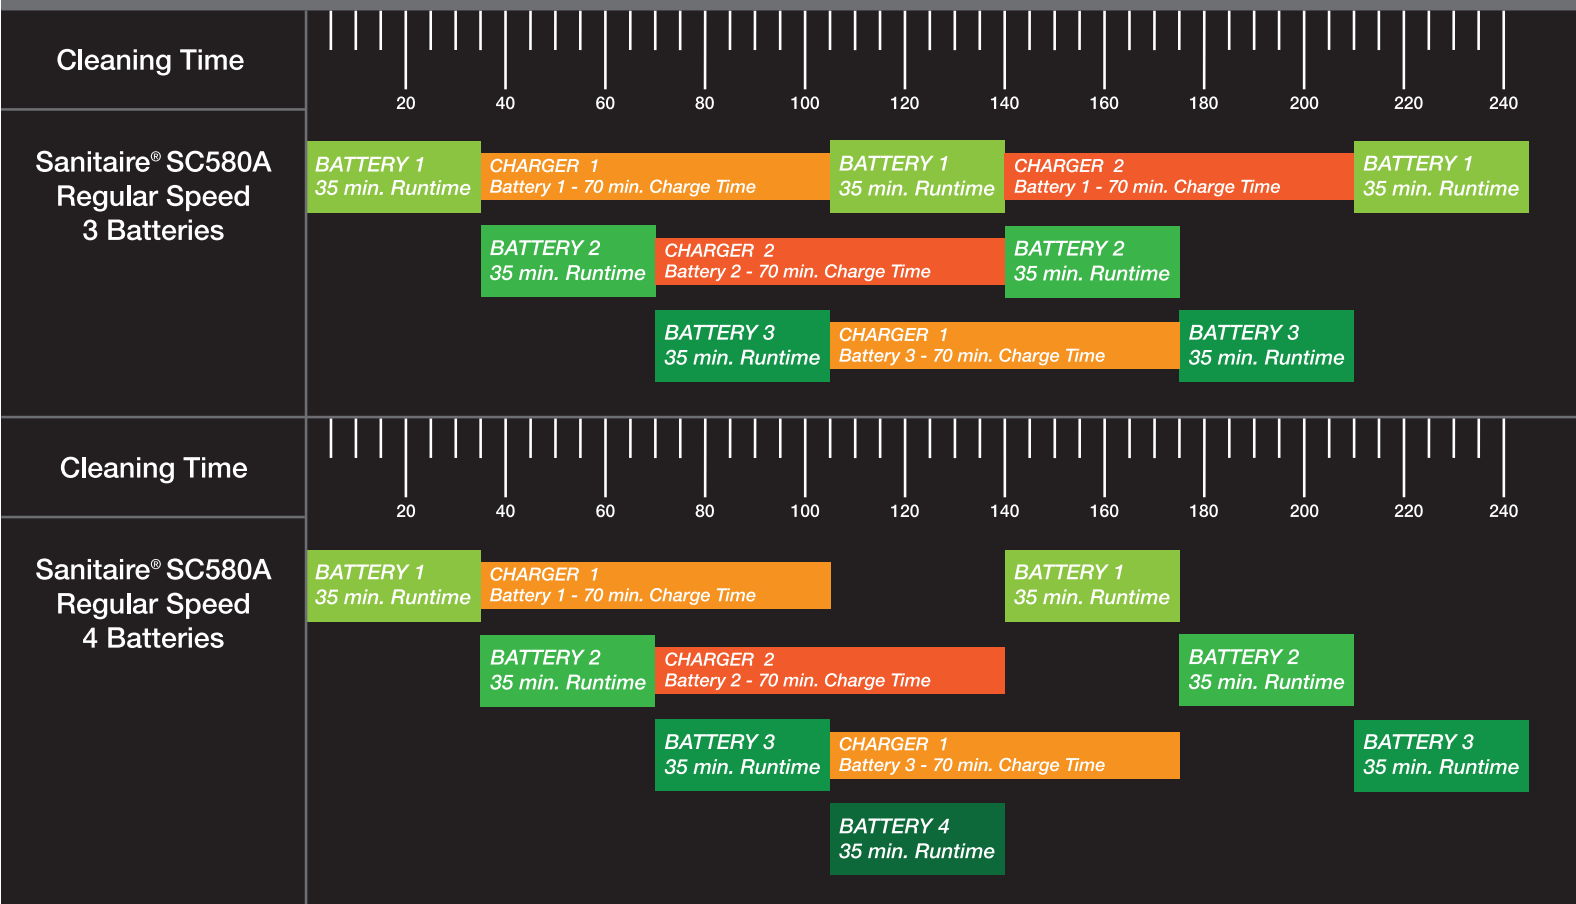 Cleaning Time
20 40 60 80 100 120 140 160 180 200 220 240
Sanitaire® SC580A
Regular Speed
3 Batteries
BATTERY 1
35 min. Runtime
CHARGER 1
Battery 1 - 70 min. Charge Time
BATTERY 1
35 min. Runtime
CHARGER 2
Battery 1 - 70 min. Charge Time
BATTERY 1
35 min. Runtime
BATTERY 2
35 min. Runtime
CHARGER 2
Battery 2 - 70 min. Charge Time
BATTERY 2
35 min. Runtime
BATTERY 3
35 min. Runtime
CHARGER 1
Battery 3 - 70 min. Charge Time
BATTERY 3
35 min. Runtime
Cleaning Time
20 40 60 80 100 120 140 160 180 200 220 240
Sanitaire® SC580A
Regular Speed
4 Batteries
BATTERY 1
35 min. Runtime
CHARGER 1
Battery 1 - 70 min. Charge Time
BATTERY 1
35 min. Runtime
BATTERY 2
35 min. Runtime
CHARGER 2
Battery 2 - 70 min. Charge Time
BATTERY 2
35 min. Runtime
BATTERY 3
35 min. Runtime
CHARGER 1
Battery 3 - 70 min. Charge Time
BATTERY 3
35 min. Runtime
BATTERY 4
35 min. Runtime